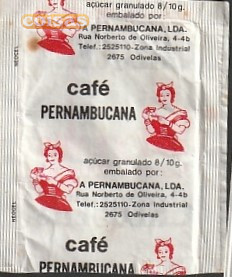 açúcar granulado 8/10g.
embalado por:
A PERNAMBUCANA, LDA.
Rua Norberto de Oliveira, 4-4b
Telef.: 2525110-Zona Industrial
2675 Odivelas
café
PERNAMBUCANA
açúcar granulado 8/10g.
embalado por:
A PERNAMBUCANA, LDA.
Rua Norberto de Oliveira, 4-4b
Telef.: 2525110-Zona Industrial
2675 Odivelas
café
PERNAMBUCANA